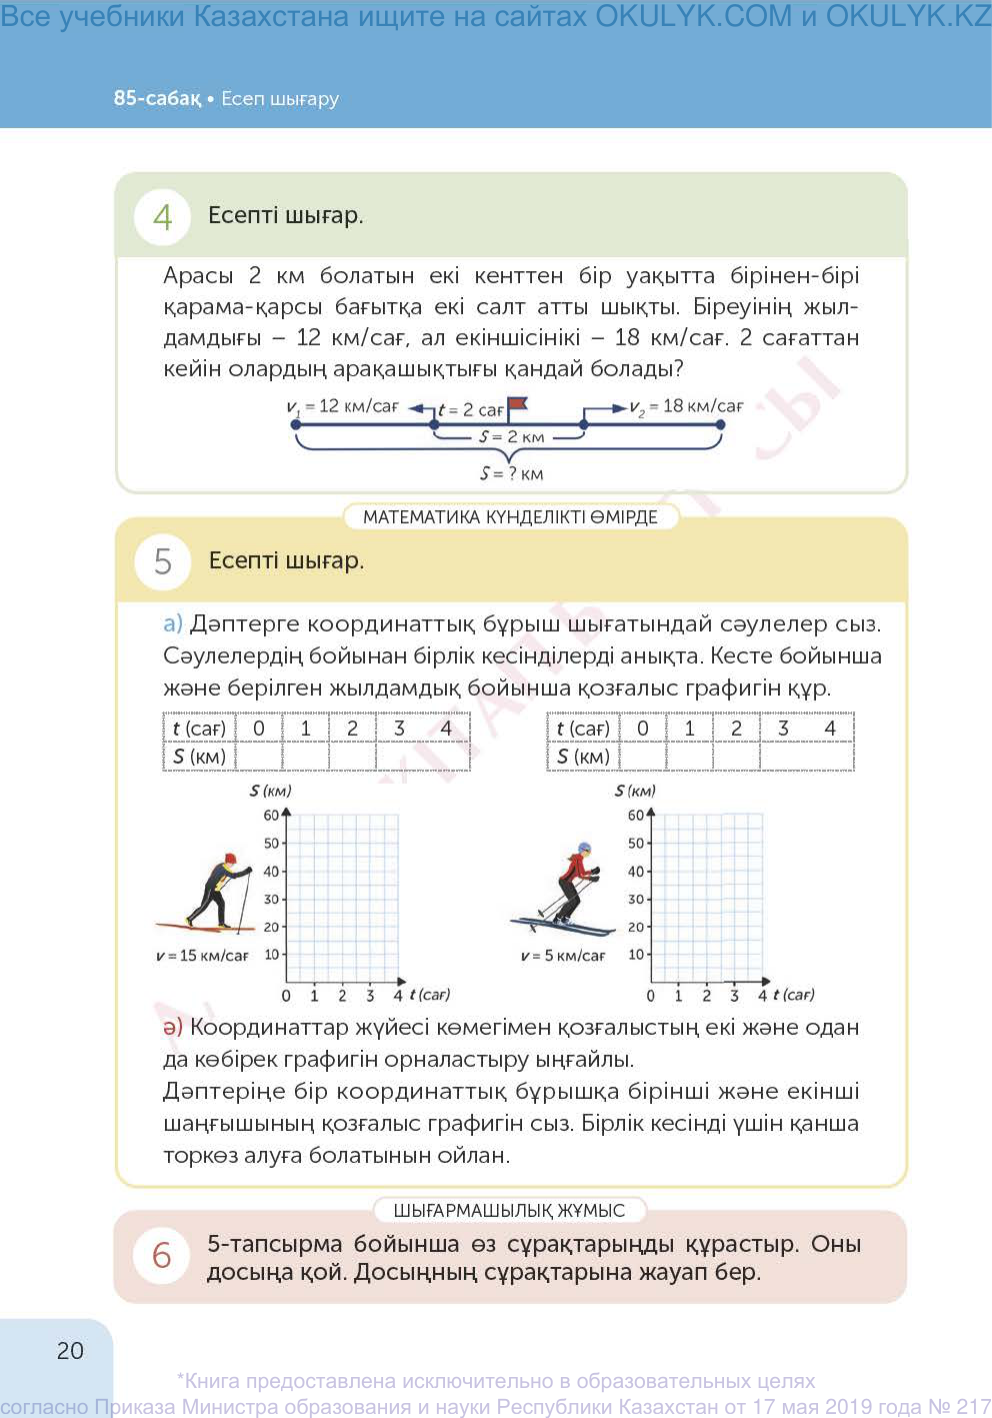 Все учебники Казахстана ищите на сайтах OKULYK.COM и OKULYK.KZ
85-сабақ • Есеп шығару
4 Есепті шығар.
Арасы 2 км болатын екі кенттен бір уақытта бірінен-бірі
қарама-қарсы бағытқа екі салт атты шықты. Біреуінің жыл-
дамдығы – 12 км/сағ, ал екіншісінікі – 18 км/сағ. 2 сағаттан
кейін олардың арақашықтығы қандай болады?
v₁ = 12 км/сағ t = 2 сағ v₂ = 18 км/сағ
S = 2 км
S = ? км
МАТЕМАТИКА КҮНДЕЛІКТІ ӨМІРДЕ
5 Есепті шығар.
а) Дәптерге координаттық бұрыш шығатындай сәулелер сыз.
Сәулелердің бойынан бірлік кесінділерді анықта. Кесте бойынша
және берілген жылдамдық бойынша қозғалыс графигін құр.
t (сағ) 0 1 2 3 4 t (сағ) 0 1 2 3 4
S (км) S (км)
S (км) S (км)
60 60
50 50
40 40
30 30
20 20
v = 15 км/сағ 10 v = 5 км/сағ 10
0 1 2 3 4 t (сағ) 0 1 2 3 4 t (сағ)
ә) Координаттар жүйесі көмегімен қозғалыстың екі және одан
да көбірек графигін орналастыру ыңғайлы.
Дәптеріңе бір координаттық бұрышқа бірінші және екінші
шаңғышының қозғалыс графигін сыз. Бірлік кесінді үшін қанша
торкөз алуға болатынын ойлан.
ШЫҒАРМАШЫЛЫҚ ЖҰМЫС
6 5-тапсырма бойынша өз сұрақтарыңды құрастыр. Оны
досыңа қой. Досыңның сұрақтарына жауап бер.
20
*Книга предоставлена исключительно в образовательных целях
согласно Приказа Министра образования и науки Республики Казахстан от 17 мая 2019 года № 217